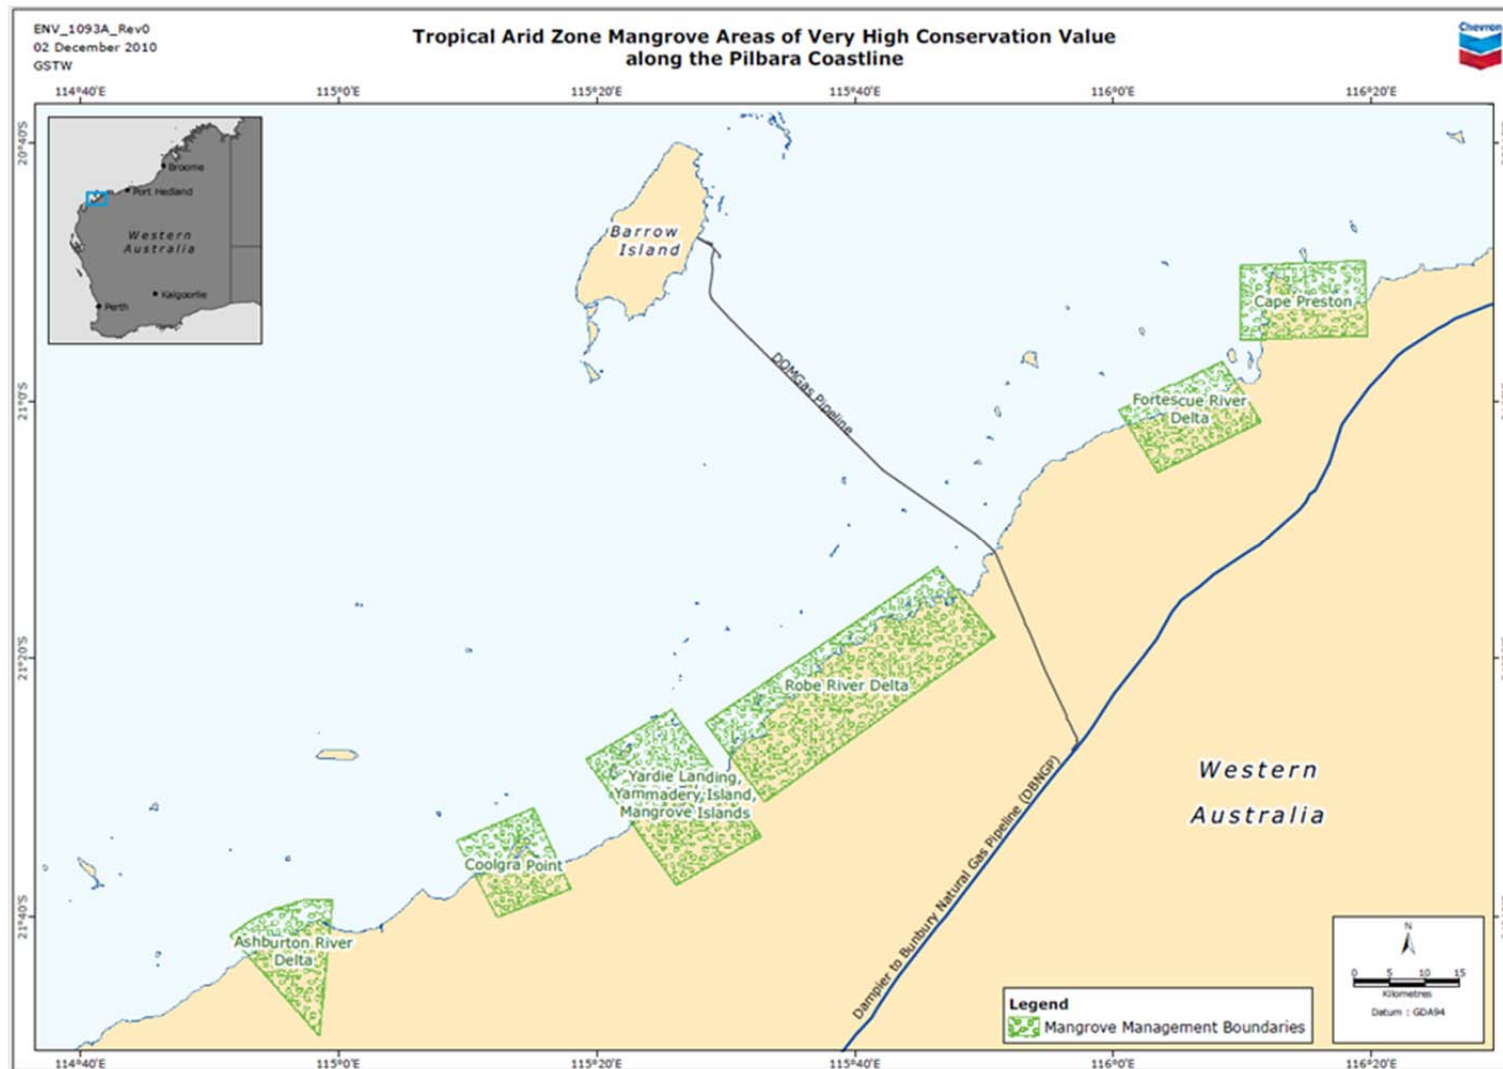 ENV_1093A_Rev0
02 December 2010
GSTW
Tropical Arid Zone Mangrove Areas of Very High Conservation Value
along the Pilbara Coastline
Chevron
114°40'E
115°0'E
115°20'E
115°40'E
116°0'E
116°20'E
20°40'S
21°0'S
21°20'S
21°40'S
Broome
Port Hedland
Western
Australia
Kalgoorlie
Perth
Barrow
Island
DOMGas Pipeline
Cape Preston
Fortescue River
Delta
Robe River Delta
Yardie Landing,
Yammadery Island,
Mangrove Islands
Coolgra Point
Ashburton River
Delta
Dampier to Bunbury Natural Gas Pipeline (DBNGP)
Western
Australia
Legend
Mangrove Management Boundaries
N
0 5 10 15
Kilometres
Datum : GDA94
114°40'E
115°0'E
115°20'E
115°40'E
116°0'E
116°20'E